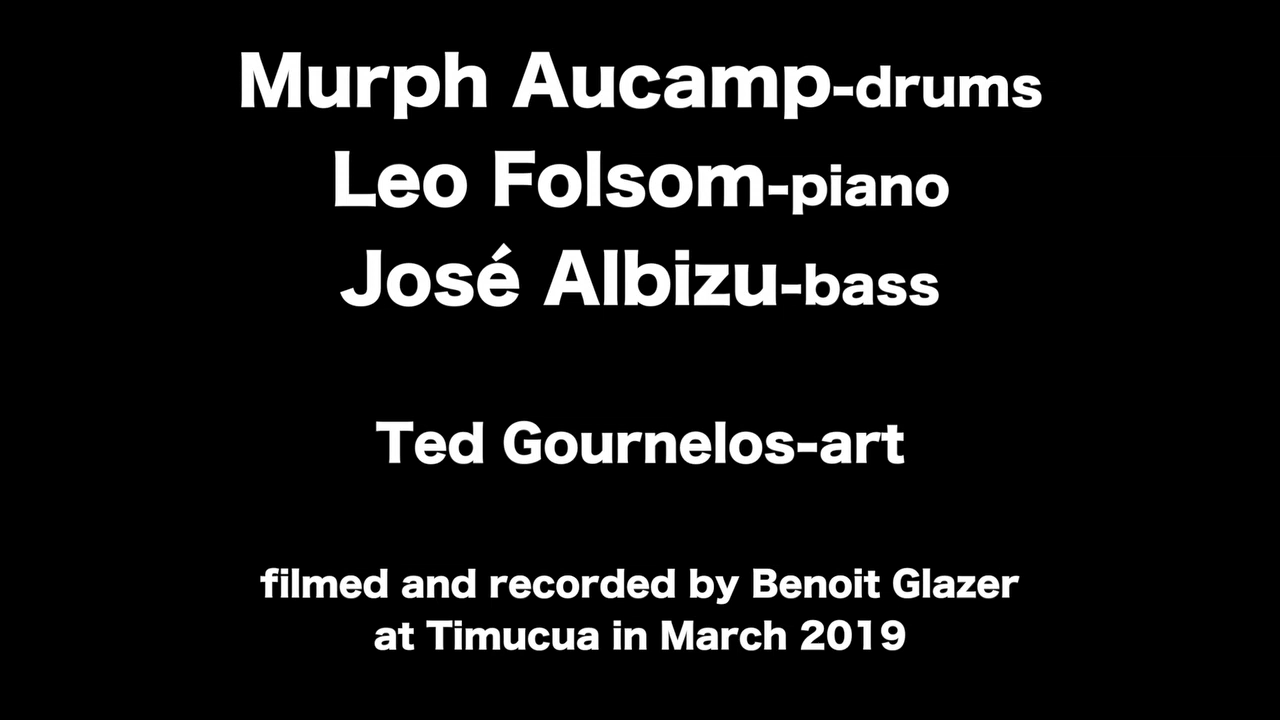 Murph Aucamp-drums
Leo Folsom-piano
José Albizu-bass
Ted Gournelos-art
filmed and recorded by Benoit Glazer
at Timucua in March 2019